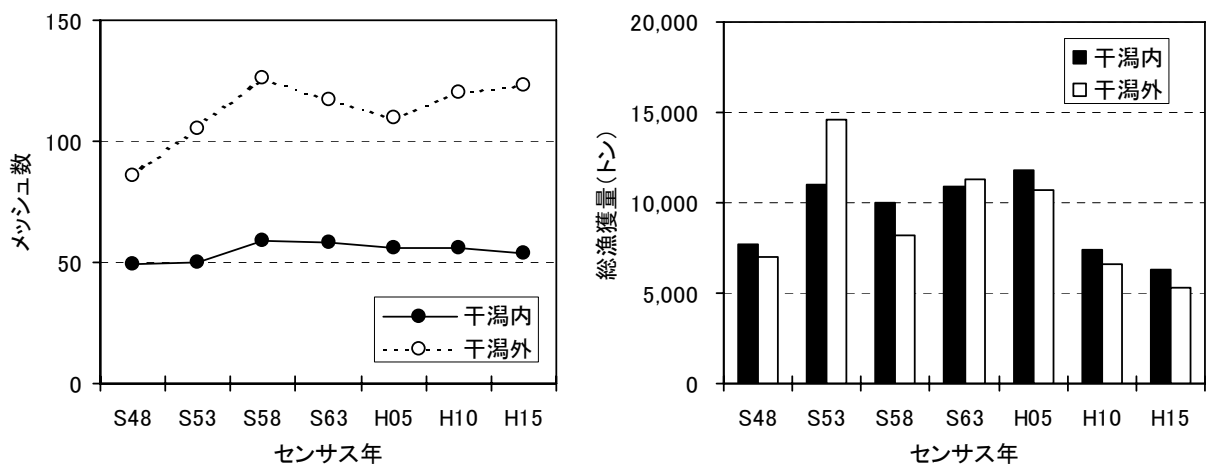 150
100
50
0
メッシュ数
干潟内
干潟外
S48 S53 S58 S63 H05 H10 H15
センサス年
20,000
15,000
10,000
5,000
0
総漁獲量(トン)
干潟内
干潟外
S48 S53 S58 S63 H05 H10 H15
センサス年